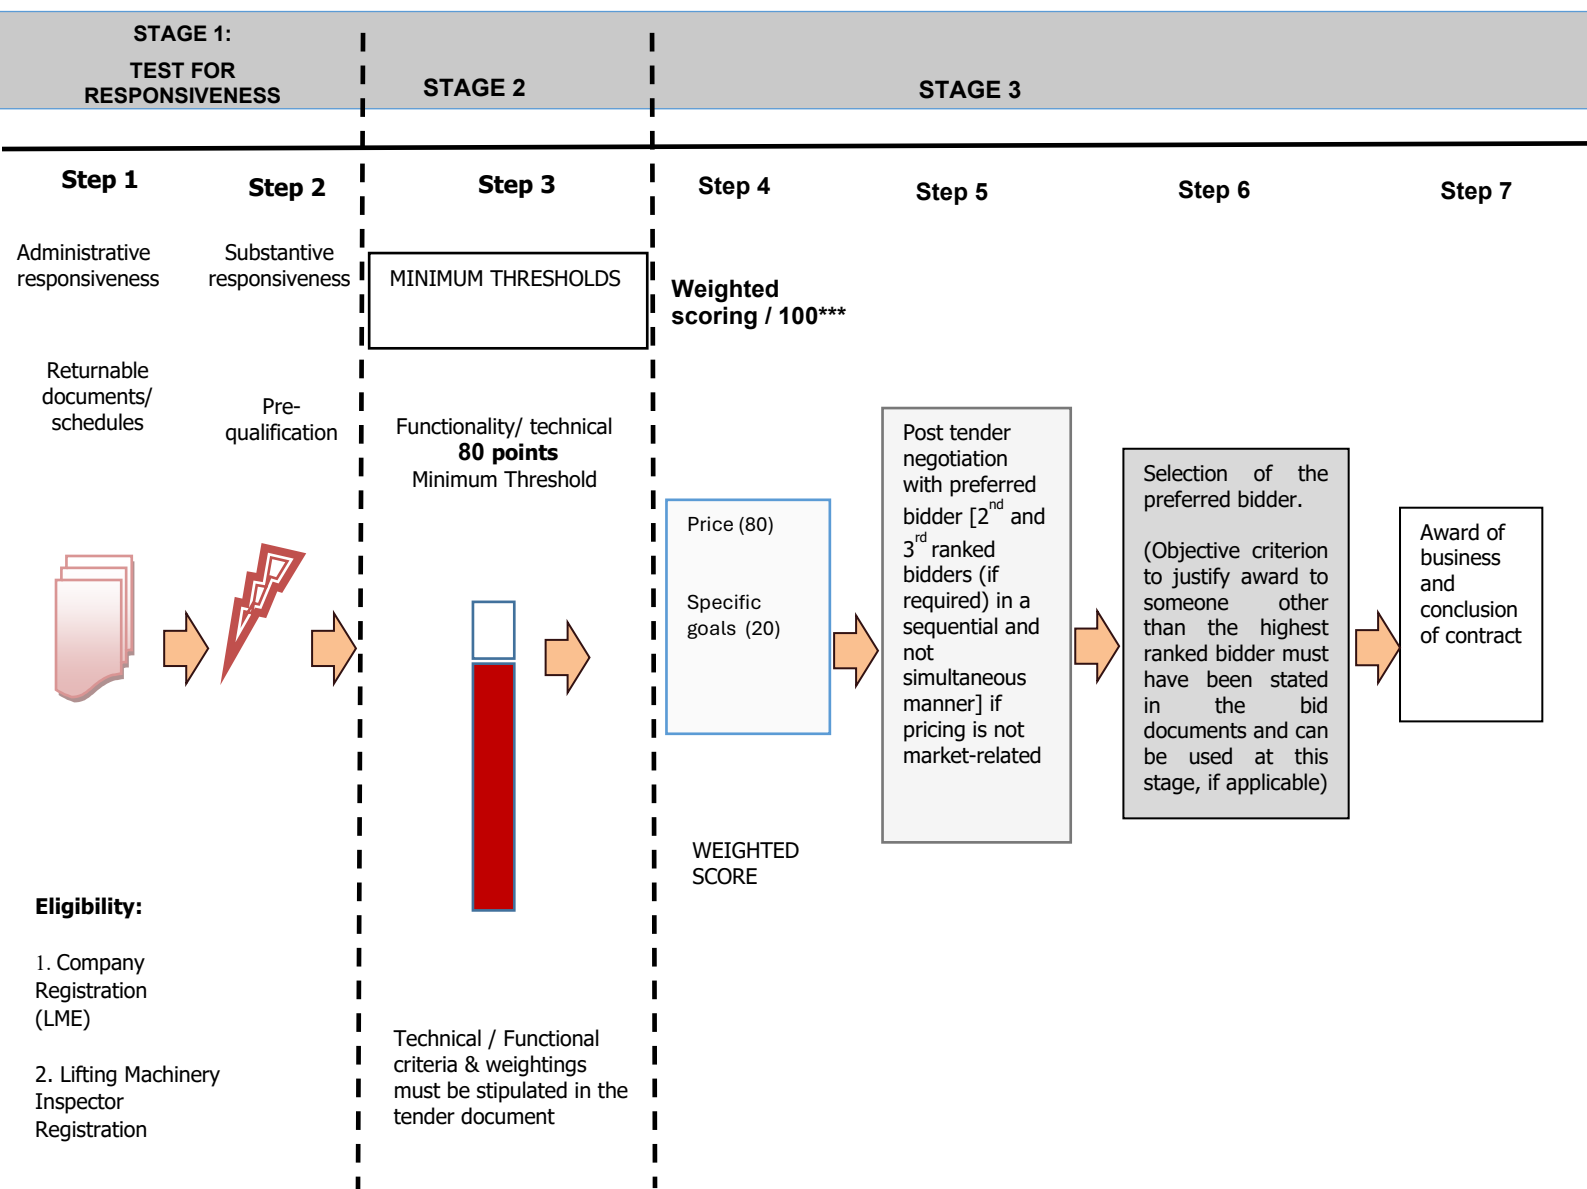 STAGE 1:
TEST FOR
RESPONSIVENESS
STAGE 2
STAGE 3
Step 1
Step 2
Step 3
Step 4
Step 5
Step 6
Step 7
Administrative
responsiveness
Substantive
responsiveness
MINIMUM THRESHOLDS
Weighted
scoring / 100***
Returnable
documents/
schedules
Pre-
qualification
Functionality/ technical
80 points
Minimum Threshold
Price (80)
Specific
goals (20)
Post tender
negotiation
with preferred
bidder [2nd and
3rd ranked
bidders (if
required) in a
sequential and
not
simultaneous
manner] if
pricing is not
market-related
Selection of the
preferred bidder.
(Objective criterion
to justify award to
someone other
than the highest
ranked bidder must
have been stated
in the bid
documents and can
be used at this
stage, if applicable)
Award of
business
and
conclusion
of contract
WEIGHTED
SCORE
Eligibility:
1. Company
Registration
(LME)
2. Lifting Machinery
Inspector
Registration
Technical / Functional
criteria & weightings
must be stipulated in the
tender document